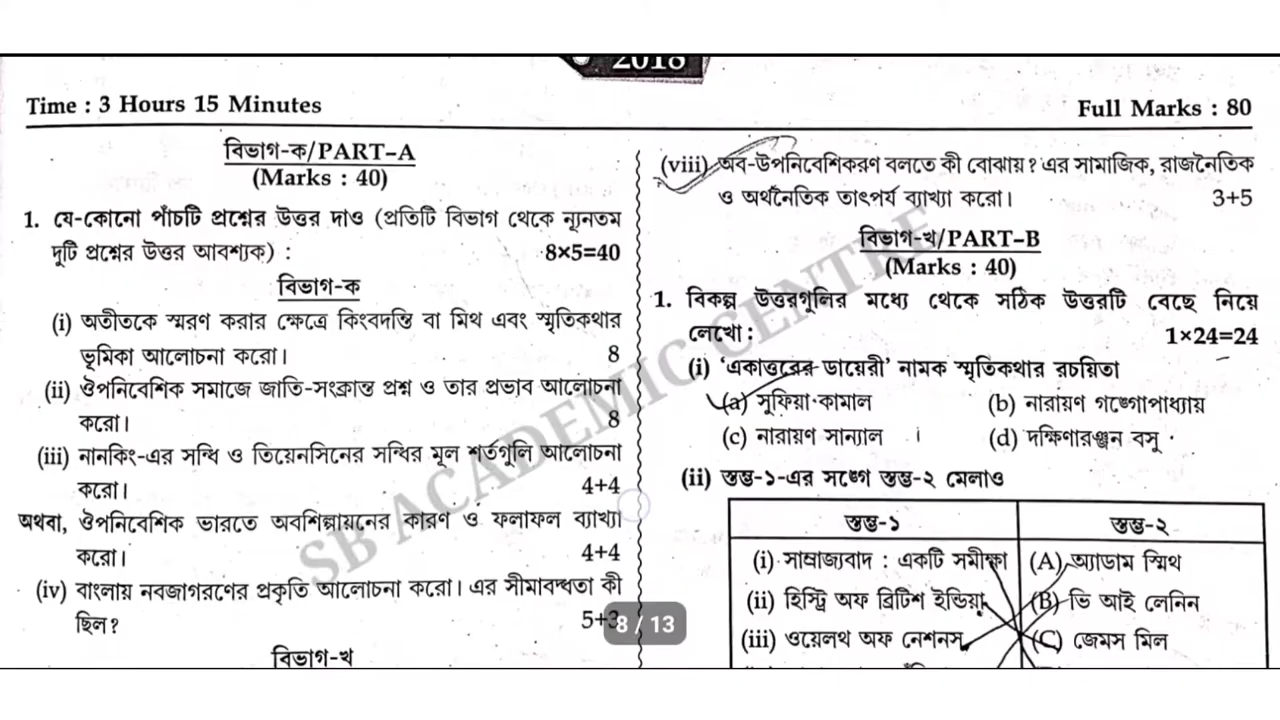 2018
Time : 3 Hours 15 Minutes
Full Marks : 80
বিভাগ-ক/PART–A
(Marks : 40)
1. যে-কোনো পাঁচটি প্রশ্নের উত্তর দাও (প্রতিটি বিভাগ থেকে ন্যূনতম
দুটি প্রশ্নের উত্তর আবশ্যক) : 8×5=40
বিভাগ-ক
(i) অতীতকে স্মরণ করার ক্ষেত্রে কিংবদন্তি বা মিথ এবং স্মৃতিকথার
ভূমিকা আলোচনা করো। 8
(ii) ঔপনিবেশিক সমাজে জাতি-সংক্রান্ত প্রশ্ন ও তার প্রভাব আলোচনা
করো। 8
(iii) নানকিং-এর সন্ধি ও তিয়েনসিনের সন্ধির মূল শর্তগুলি আলোচনা
করো। 4+4
অথবা, ঔপনিবেশিক ভারতে অবশিল্পায়নের কারণ ও ফলাফল ব্যাখ্যা
করো। 4+4
(iv) বাংলায় নবজাগরণের প্রকৃতি আলোচনা করো। এর সীমাবদ্ধতা কী
ছিল? 5+3
বিভাগ-খ
(viii) অব-উপনিবেশিকরণ বলতে কী বোঝায়? এর সামাজিক, রাজনৈতিক
ও অর্থনৈতিক তাৎপর্য ব্যাখ্যা করো। 3+5
বিভাগ-খ/PART–B
(Marks : 40)
1. বিকল্প উত্তরগুলির মধ্যে থেকে সঠিক উত্তরটি বেছে নিয়ে
লেখো : 1×24=24
(i) ‘একাত্তরের ডায়েরী’ নামক স্মৃতিকথার রচয়িতা
(a) সুফিয়া কামাল (b) নারায়ণ গঙ্গোপাধ্যায়
(c) নারায়ণ সান্যাল (d) দক্ষিণারঞ্জন বসু
(ii) স্তম্ভ-১-এর সঙ্গে স্তম্ভ-২ মেলাও
স্তম্ভ-১ স্তম্ভ-২
(i) সাম্রাজ্যবাদ : একটি সমীক্ষা (A) অ্যাডাম স্মিথ
(ii) হিস্ট্রি অফ ব্রিটিশ ইন্ডিয়া (B) ভি আই লেনিন
(iii) ওয়েলথ অফ নেশনস (C) জেমস মিল
SB ACADEMIC CENTRE
8 / 13